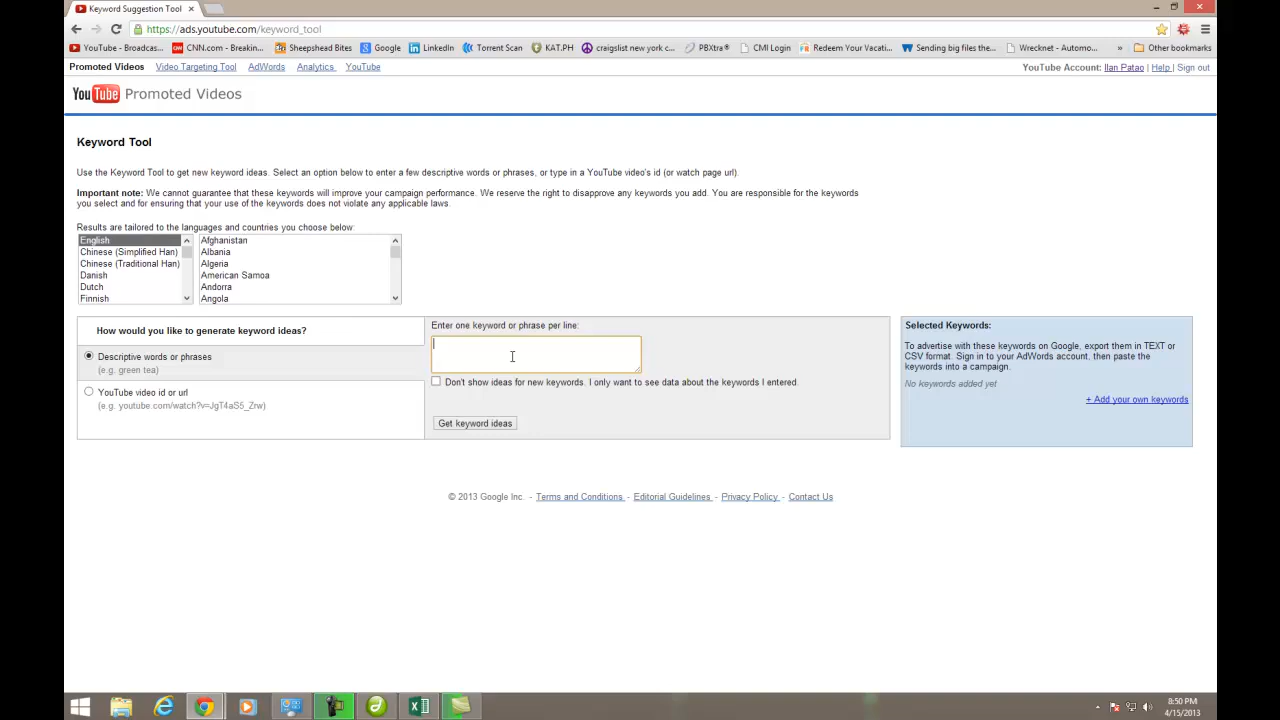 Keyword Suggestion Tool
https://ads.youtube.com/keyword_tool
YouTube - Broadcas... CNN.com - Breakin... Sheepshead Bites Google LinkedIn Torrent Scan KAT.PH craigslist new york c... PBXtra® CMI Login Redeem Your Vacati... Sending big files the... Wrecknet - Automo... » Other bookmarks
Promoted Videos Video Targeting Tool AdWords Analytics YouTube YouTube Account: Ilan Patao | Help | Sign out
YouTube Promoted Videos
Keyword Tool
Use the Keyword Tool to get new keyword ideas. Select an option below to enter a few descriptive words or phrases, or type in a YouTube video's id (or watch page url).
Important note: We cannot guarantee that these keywords will improve your campaign performance. We reserve the right to disapprove any keywords you add. You are responsible for the keywords
you select and for ensuring that your use of the keywords does not violate any applicable laws.
Results are tailored to the languages and countries you choose below:
English Afghanistan
Chinese (Simplified Han) Albania
Chinese (Traditional Han) Algeria
Danish American Samoa
Dutch Andorra
Finnish Angola
How would you like to generate keyword ideas?
Descriptive words or phrases
(e.g. green tea)
YouTube video id or url
(e.g. youtube.com/watch?v=JgT4aS5_Zrw)
Enter one keyword or phrase per line:
Don't show ideas for new keywords. I only want to see data about the keywords I entered.
Get keyword ideas
Selected Keywords:
To advertise with these keywords on Google, export them in TEXT or
CSV format. Sign in to your AdWords account, then paste the
keywords into a campaign.
No keywords added yet
+ Add your own keywords
© 2013 Google Inc. - Terms and Conditions - Editorial Guidelines - Privacy Policy - Contact Us
8:50 PM
4/15/2013